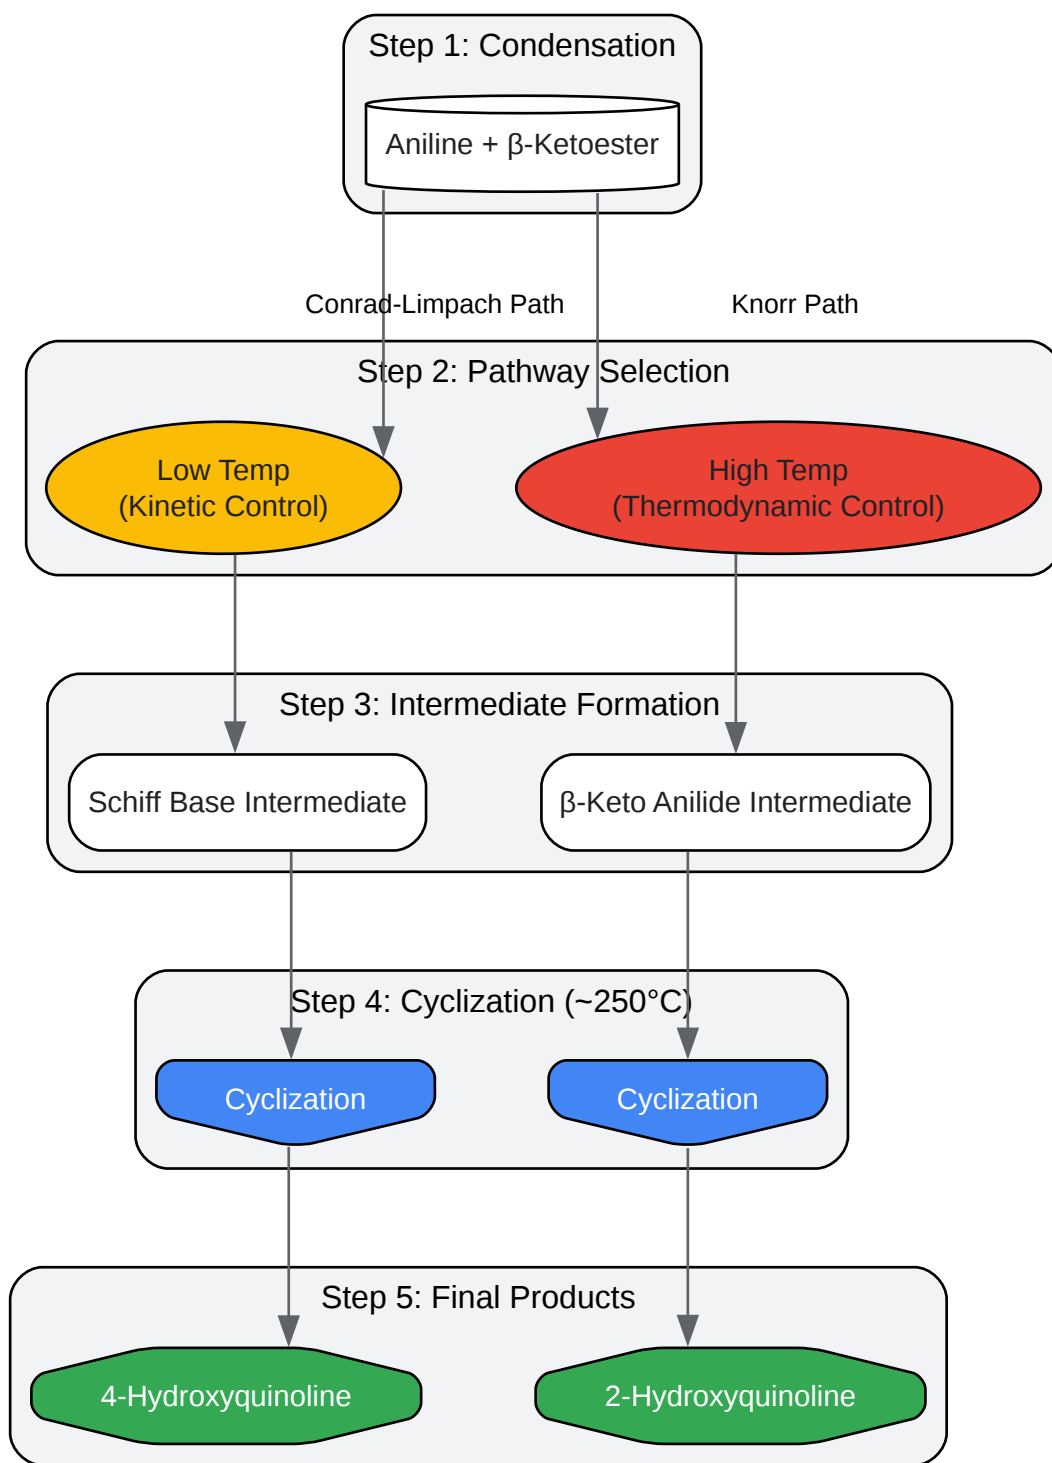 Step 1: Condensation
Aniline + β-Ketoester
Conrad-Limpach Path
Knorr Path
Step 2: Pathway Selection
Low Temp
(Kinetic Control)
High Temp
(Thermodynamic Control)
Step 3: Intermediate Formation
Schiff Base Intermediate
β-Keto Anilide Intermediate
Step 4: Cyclization (~250°C)
Cyclization
Cyclization
Step 5: Final Products
4-Hydroxyquinoline
2-Hydroxyquinoline